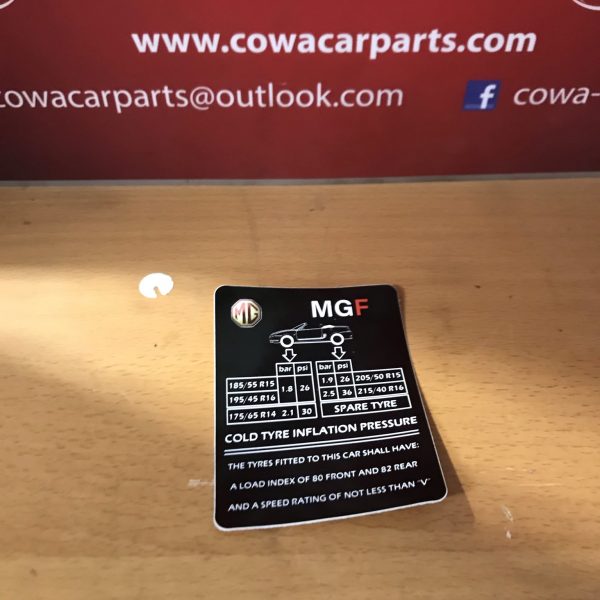 www.cowacarparts.com
cowacarparts@outlook.com
f cowa-
MG MGF
bar psi bar psi
185/55 R15 1.8 26 1.9 26 205/50 R15
195/45 R16 2.5 36 215/40 R16
175/65 R14 2.1 30 SPARE TYRE
COLD TYRE INFLATION PRESSURE
THE TYRES FITTED TO THIS CAR SHALL HAVE:
A LOAD INDEX OF 80 FRONT AND 82 REAR
AND A SPEED RATING OF NOT LESS THAN "V"